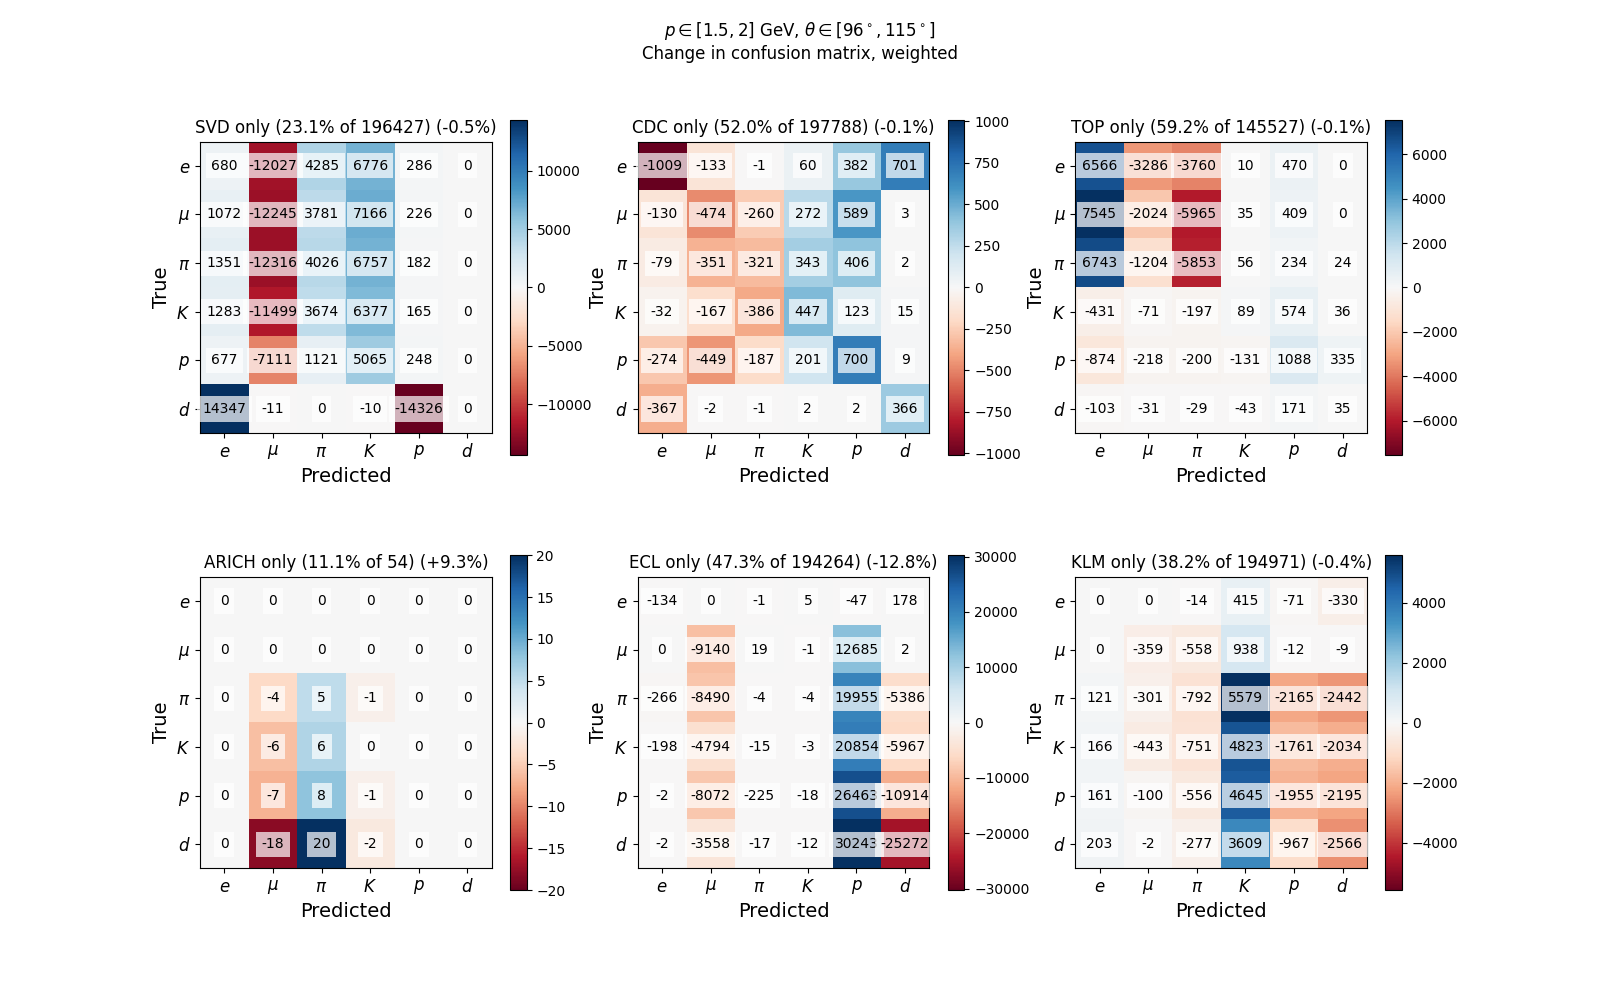 p ∈ [1.5, 2] GeV, θ ∈ [96°, 115°]
Change in confusion matrix, weighted
SVD only (23.1% of 196427) (-0.5%)
e 680 -12027 4285 6776 286 0
μ 1072 -12245 3781 7166 226 0
π 1351 -12316 4026 6757 182 0
K 1283 -11499 3674 6377 165 0
p 677 -7111 1121 5065 248 0
d 14347 -11 0 -10 -14326 0
e μ π K p d
Predicted
True
10000
5000
0
−5000
−10000
CDC only (52.0% of 197788) (-0.1%)
e -1009 -133 -1 60 382 701
μ -130 -474 -260 272 589 3
π -79 -351 -321 343 406 2
K -32 -167 -386 447 123 15
p -274 -449 -187 201 700 9
d -367 -2 -1 2 2 366
e μ π K p d
Predicted
True
1000
750
500
250
0
−250
−500
−750
−1000
TOP only (59.2% of 145527) (-0.1%)
e 6566 -3286 -3760 10 470 0
μ 7545 -2024 -5965 35 409 0
π 6743 -1204 -5853 56 234 24
K -431 -71 -197 89 574 36
p -874 -218 -200 -131 1088 335
d -103 -31 -29 -43 171 35
e μ π K p d
Predicted
True
6000
4000
2000
0
−2000
−4000
−6000
ARICH only (11.1% of 54) (+9.3%)
e 0 0 0 0 0 0
μ 0 0 0 0 0 0
π 0 -4 5 -1 0 0
K 0 -6 6 0 0 0
p 0 -7 8 -1 0 0
d 0 -18 20 -2 0 0
e μ π K p d
Predicted
True
20
15
10
5
0
−5
−10
−15
−20
ECL only (47.3% of 194264) (-12.8%)
e -134 0 -1 5 -47 178
μ 0 -9140 19 -1 12685 2
π -266 -8490 -4 -4 19955 -5386
K -198 -4794 -15 -3 20854 -5967
p -2 -8072 -225 -18 26463 -10914
d -2 -3558 -17 -12 30243 -25272
e μ π K p d
Predicted
True
30000
20000
10000
0
−10000
−20000
−30000
KLM only (38.2% of 194971) (-0.4%)
e 0 0 -14 415 -71 -330
μ 0 -359 -558 938 -12 -9
π 121 -301 -792 5579 -2165 -2442
K 166 -443 -751 4823 -1761 -2034
p 161 -100 -556 4645 -1955 -2195
d 203 -2 -277 3609 -967 -2566
e μ π K p d
Predicted
True
4000
2000
0
−2000
−4000